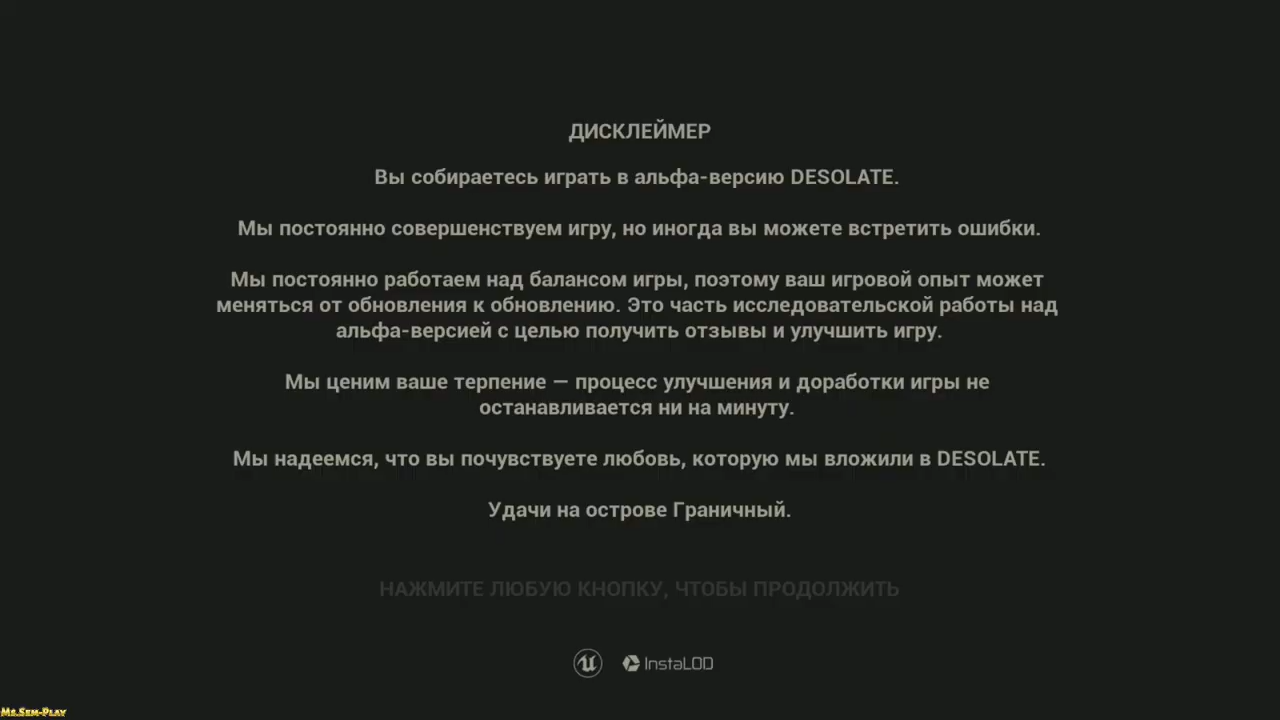 ДИСКЛЕЙМЕР
Вы собираетесь играть в альфа-версию DESOLATE.
Мы постоянно совершенствуем игру, но иногда вы можете встретить ошибки.
Мы постоянно работаем над балансом игры, поэтому ваш игровой опыт может
меняться от обновления к обновлению. Это часть исследовательской работы над
альфа-версией с целью получить отзывы и улучшить игру.
Мы ценим ваше терпение — процесс улучшения и доработки игры не
останавливается ни на минуту.
Мы надеемся, что вы почувствуете любовь, которую мы вложили в DESOLATE.
Удачи на острове Граничный.
НАЖМИТЕ ЛЮБУЮ КНОПКУ, ЧТОБЫ ПРОДОЛЖИТЬ
InstaLOD
Mr.Sem-Play